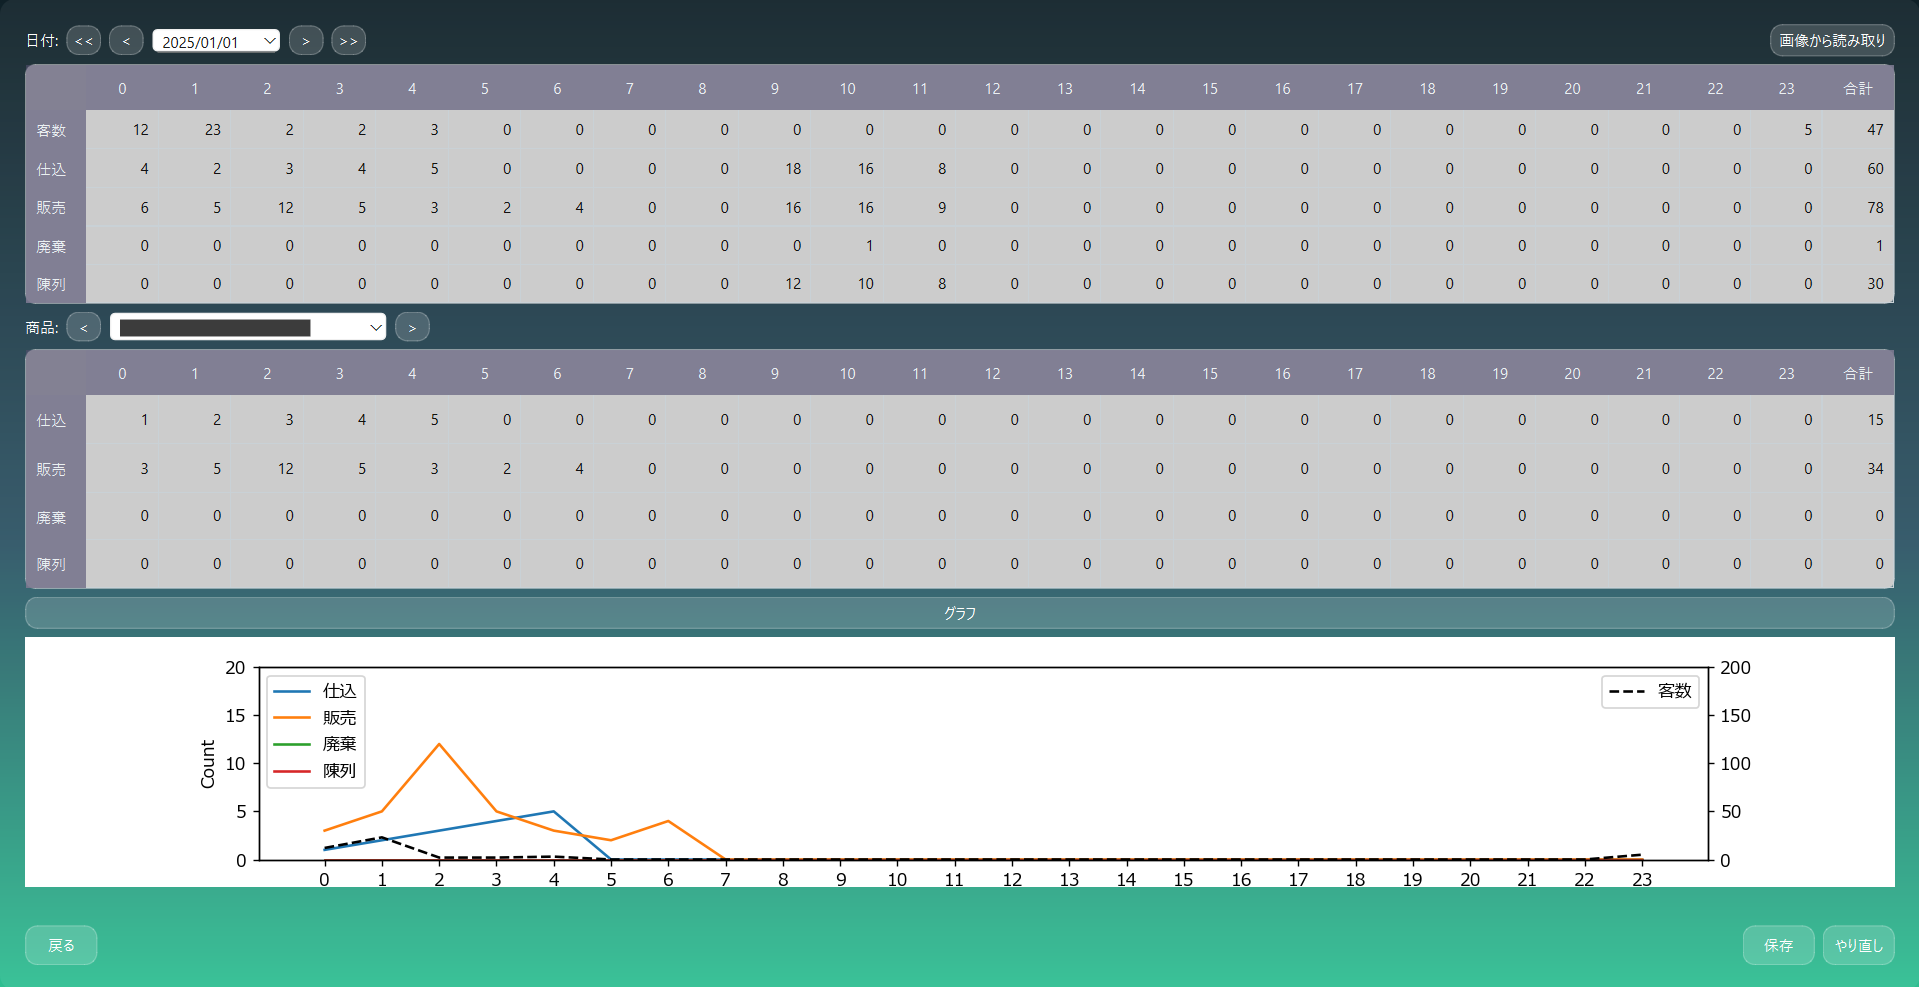 日付: << < 2025/01/01 > >> 画像から読み取り
0 1 2 3 4 5 6 7 8 9 10 11 12 13 14 15 16 17 18 19 20 21 22 23 合計
客数 12 23 2 2 3 0 0 0 0 0 0 0 0 0 0 0 0 0 0 0 0 0 0 5 47
仕込 4 2 3 4 5 0 0 0 0 18 16 8 0 0 0 0 0 0 0 0 0 0 0 0 60
販売 6 5 12 5 3 2 4 0 0 16 16 9 0 0 0 0 0 0 0 0 0 0 0 0 78
廃棄 0 0 0 0 0 0 0 0 0 0 1 0 0 0 0 0 0 0 0 0 0 0 0 0 1
陳列 0 0 0 0 0 0 0 0 0 12 10 8 0 0 0 0 0 0 0 0 0 0 0 0 30
商品: < >
0 1 2 3 4 5 6 7 8 9 10 11 12 13 14 15 16 17 18 19 20 21 22 23 合計
仕込 1 2 3 4 5 0 0 0 0 0 0 0 0 0 0 0 0 0 0 0 0 0 0 0 15
販売 3 5 12 5 3 2 4 0 0 0 0 0 0 0 0 0 0 0 0 0 0 0 0 0 34
廃棄 0 0 0 0 0 0 0 0 0 0 0 0 0 0 0 0 0 0 0 0 0 0 0 0 0
陳列 0 0 0 0 0 0 0 0 0 0 0 0 0 0 0 0 0 0 0 0 0 0 0 0 0
グラフ
Count
20
15
10
5
0
仕込
販売
廃棄
陳列
客数
200
150
100
50
0
0 1 2 3 4 5 6 7 8 9 10 11 12 13 14 15 16 17 18 19 20 21 22 23
戻る 保存 やり直し